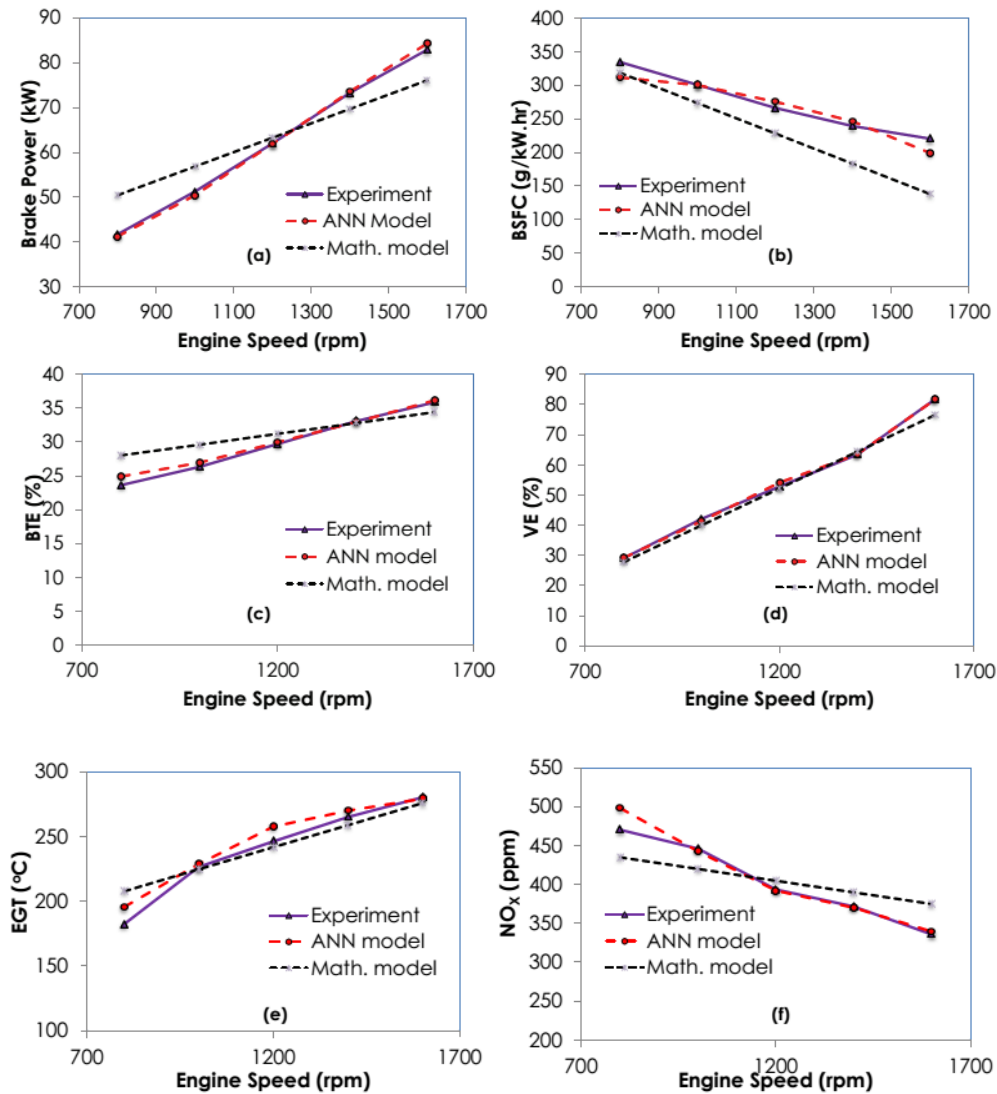 90
80
70
60
50
40
30
Brake Power (kW)
Experiment
ANN Model
Math. model
(a)
700 900 1100 1300 1500 1700
Engine Speed (rpm)
400
350
300
250
200
150
100
50
0
BSFC (g/kW.hr)
Experiment
ANN model
Math. model
(b)
700 900 1100 1300 1500 1700
Engine Speed (rpm)
40
35
30
25
20
15
10
5
0
BTE (%)
Experiment
ANN model
Math. model
(c)
700 1200 1700
Engine Speed (rpm)
90
80
70
60
50
40
30
20
10
0
VE (%)
Experiment
ANN model
Math. model
(d)
700 1200 1700
Engine Speed (rpm)
300
250
200
150
100
EGT (°C)
Experiment
ANN model
Math. model
(e)
700 1200 1700
Engine Speed (rpm)
550
500
450
400
350
300
250
200
NOX (ppm)
Experiment
ANN model
Math. model
(f)
700 1200 1700
Engine Speed (rpm)